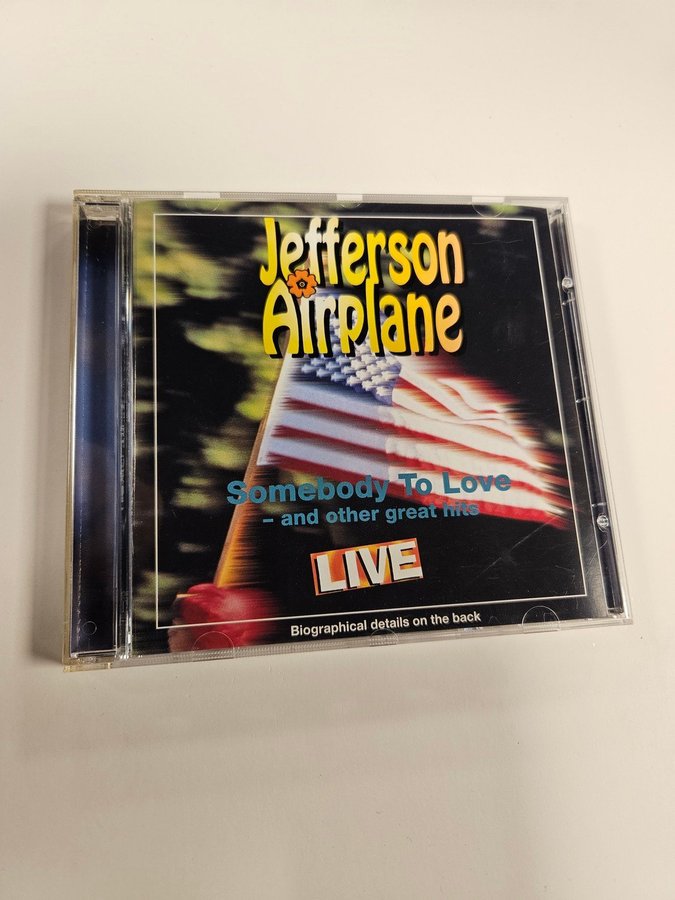 Jefferson
Airplane
Somebody To Love
– and other great hits
LIVE
Biographical details on the back